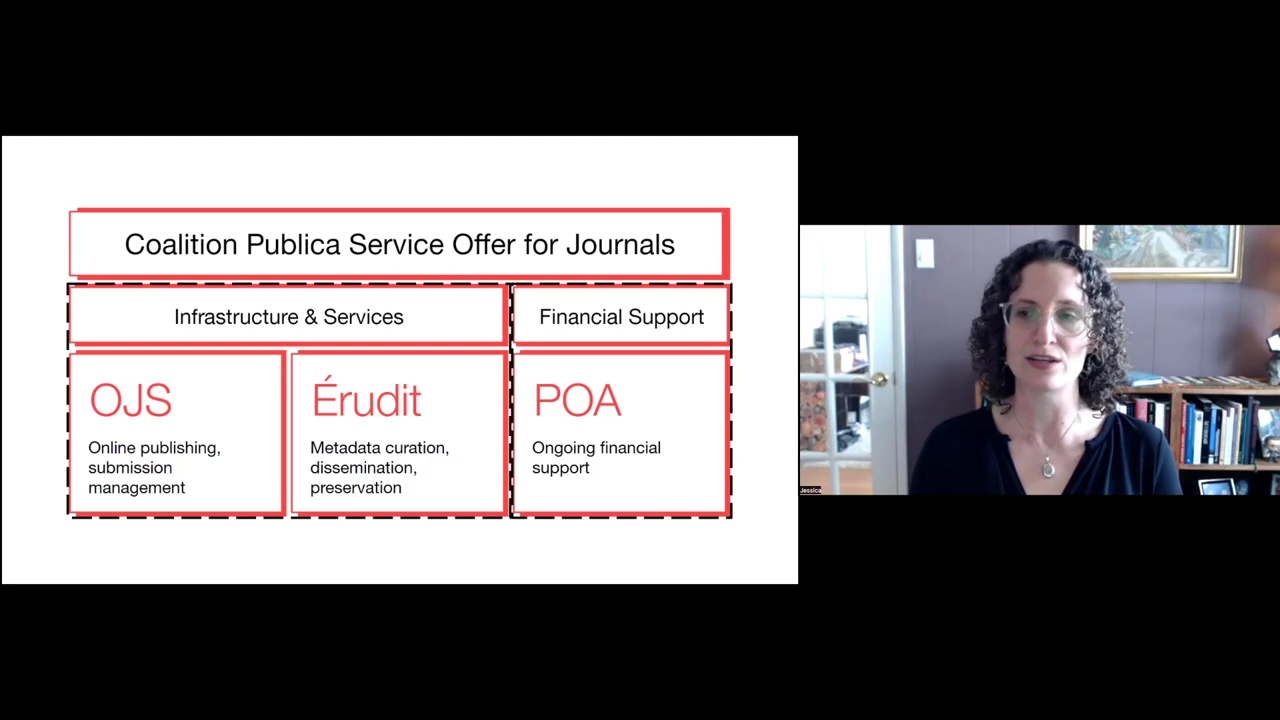 Coalition Publica Service Offer for Journals
Infrastructure & Services
Financial Support
OJS
Online publishing,
submission
management
Érudit
Metadata curation,
dissemination,
preservation
POA
Ongoing financial
support
Jessica